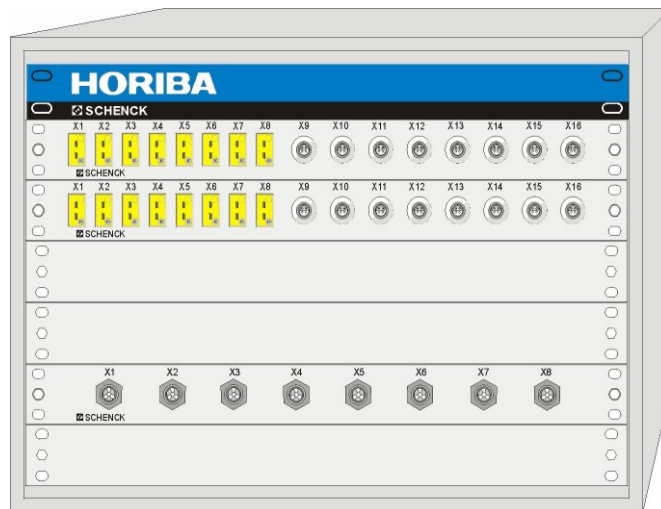 HORIBA
SCHENCK
X1 X2 X3 X4 X5 X6 X7 X8 X9 X10 X11 X12 X13 X14 X15 X16
SCHENCK
X1 X2 X3 X4 X5 X6 X7 X8 X9 X10 X11 X12 X13 X14 X15 X16
SCHENCK
X1 X2 X3 X4 X5 X6 X7 X8
SCHENCK